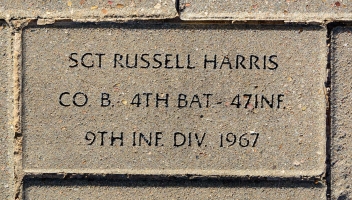 SGT RUSSELL HARRIS
CO. B. 4TH BAT- 47INF.
9TH INF. DIV. 1967